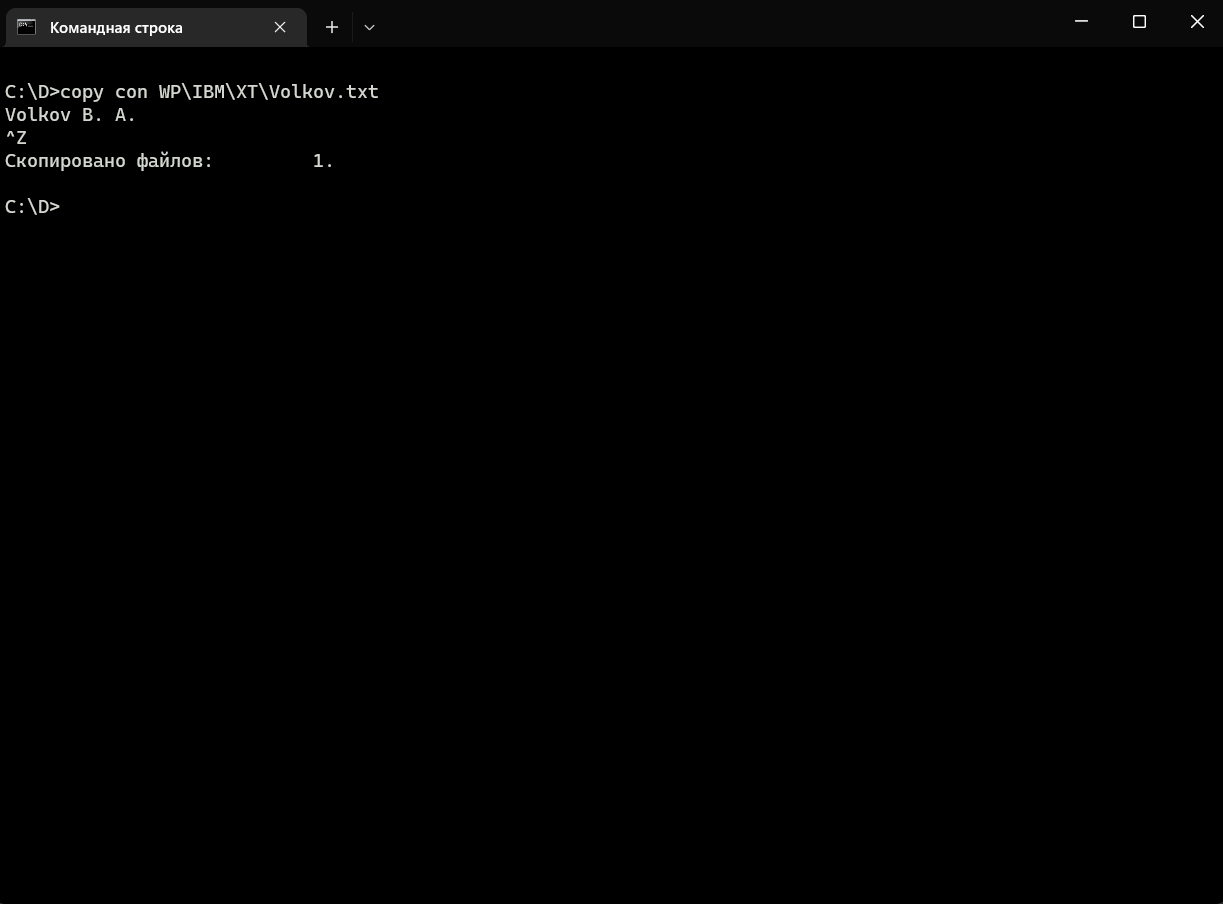 Командная строка
C:\D>copy con WP\IBM\XT\Volkov.txt
Volkov B. A.
^Z
Скопировано файлов:         1.
C:\D>